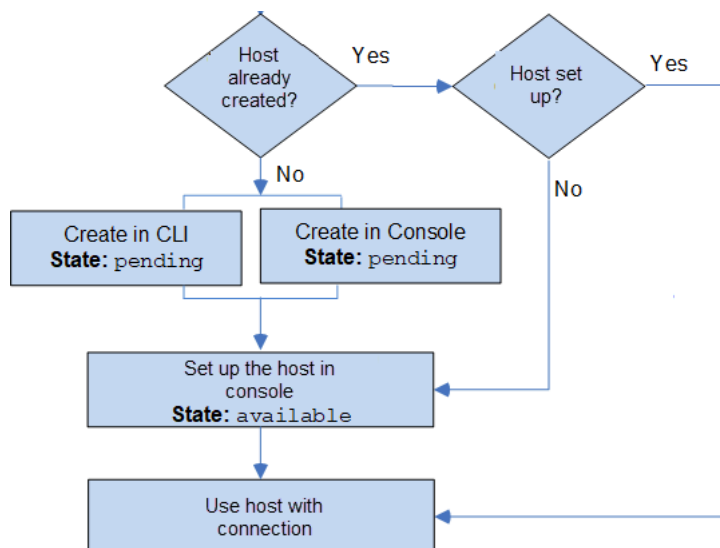 Host
already
created?
Yes
Host set
up?
Yes
No
No
Create in CLI
State: pending
Create in Console
State: pending
Set up the host in
console
State: available
Use host with
connection